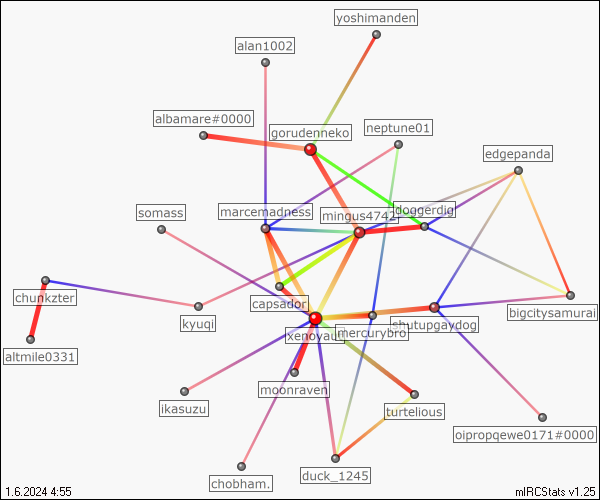 yoshimanden
alan1002
albamare#0000
gorudenneko
neptune01
edgepanda
somass
marcemadness
mingus4742
doggerdig
chunkzter
capsador
kyuqi
bigcitysamurai
xenoyaun
mercurybro
shutupgaydog
altmile0331
moonraven
ikasuzu
turtelious
oipropqewe0171#0000
chobham.
duck_1245
1.6.2024 4:55
mIRCStats v1.25